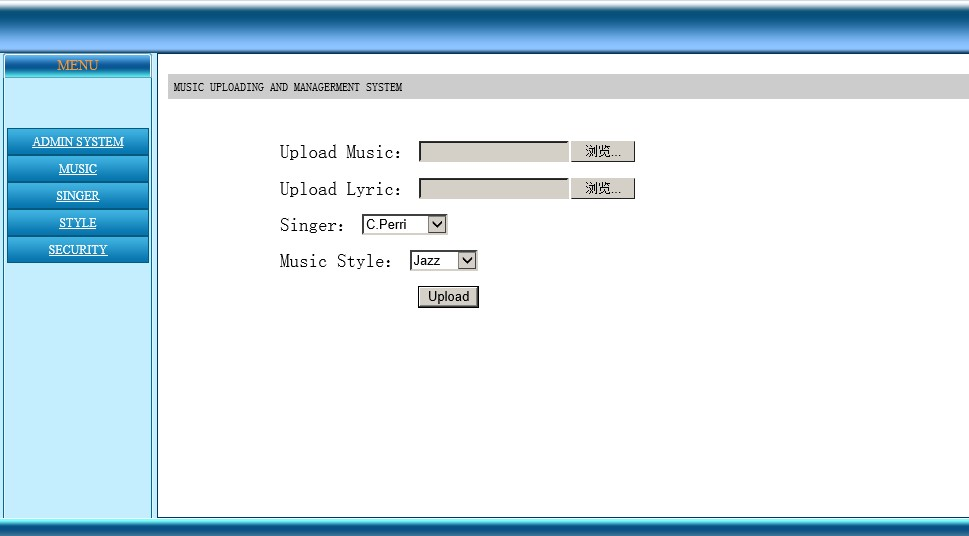 MENU
MUSIC UPLOADING AND MANAGERMENT SYSTEM
ADMIN SYSTEM
MUSIC
SINGER
STYLE
SECURITY
Upload Music： 浏览...
Upload Lyric： 浏览...
Singer： C.Perri
Music Style： Jazz
Upload